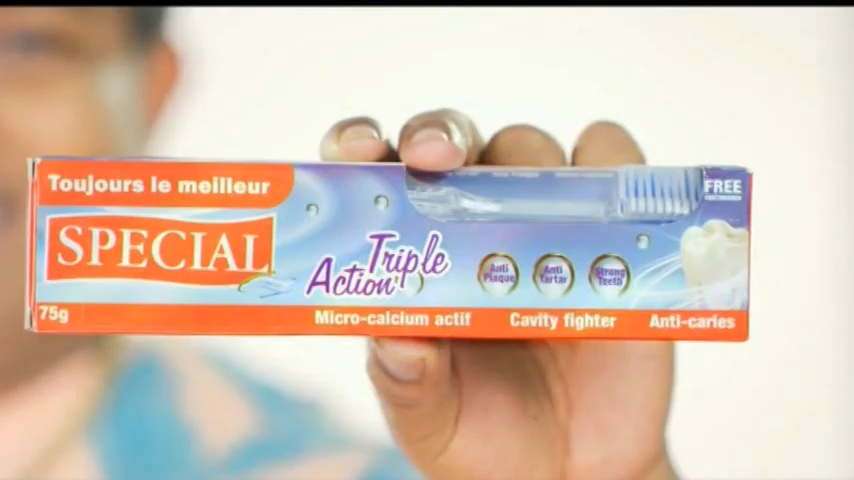 Toujours le meilleur
SPECIAL
Triple
Action
Anti
Plaque
Anti
Tartar
Strong
Teeth
FREE
75g
Micro-calcium actif
Cavity fighter
Anti-caries